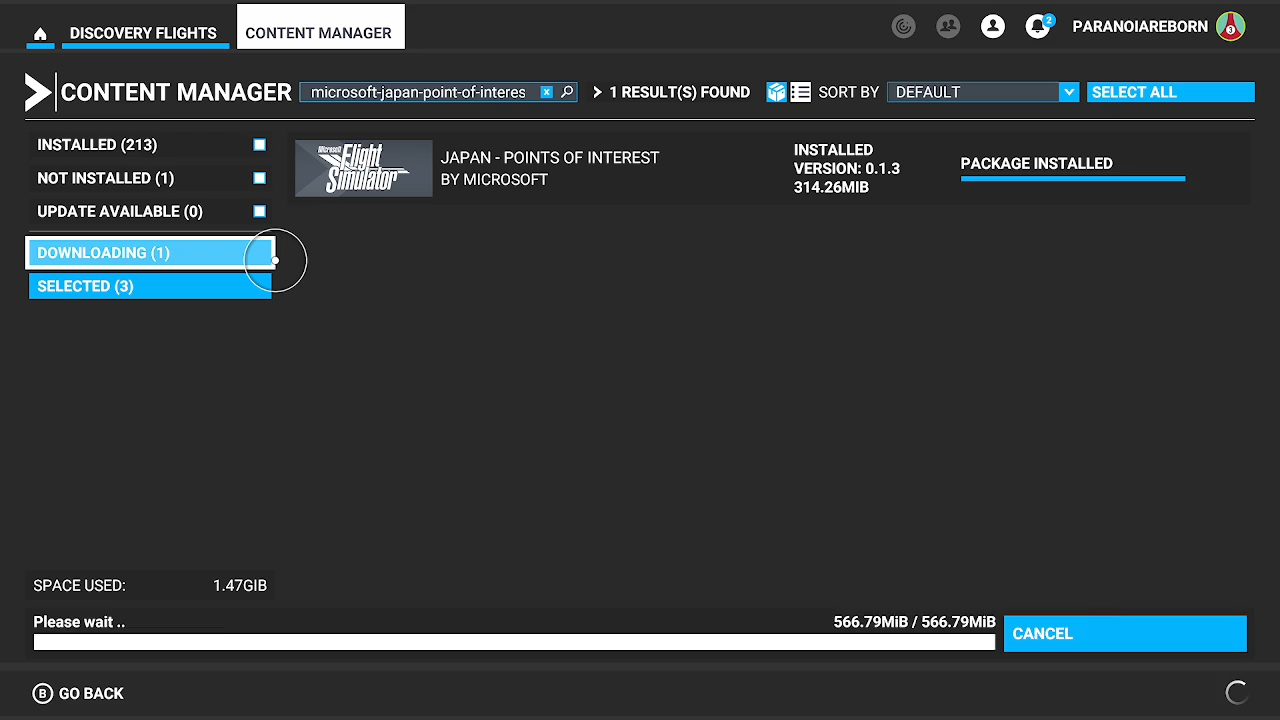 DISCOVERY FLIGHTS
CONTENT MANAGER
2
PARANOIAREBORN
3
CONTENT MANAGER
microsoft-japan-point-of-interes
x
1 RESULT(S) FOUND
SORT BY
DEFAULT
SELECT ALL
INSTALLED (213)
NOT INSTALLED (1)
UPDATE AVAILABLE (0)
DOWNLOADING (1)
SELECTED (3)
Microsoft
Flight
Simulator
JAPAN - POINTS OF INTEREST
BY MICROSOFT
INSTALLED
VERSION: 0.1.3
314.26MIB
PACKAGE INSTALLED
SPACE USED: 1.47GIB
Please wait .. 566.79MiB / 566.79MiB
CANCEL
B GO BACK